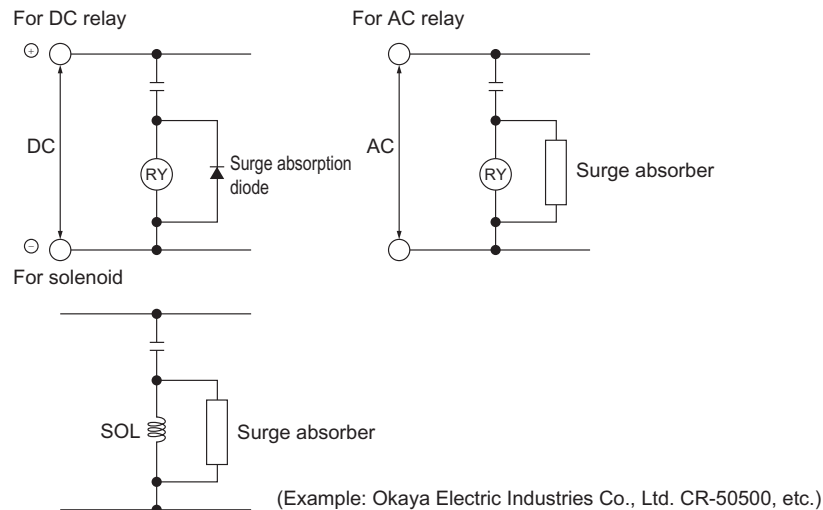 For DC relay
For AC relay
+
DC
RY
Surge absorption
diode
−
AC
RY
Surge absorber
For solenoid
SOL
Surge absorber
(Example: Okaya Electric Industries Co., Ltd. CR-50500, etc.)